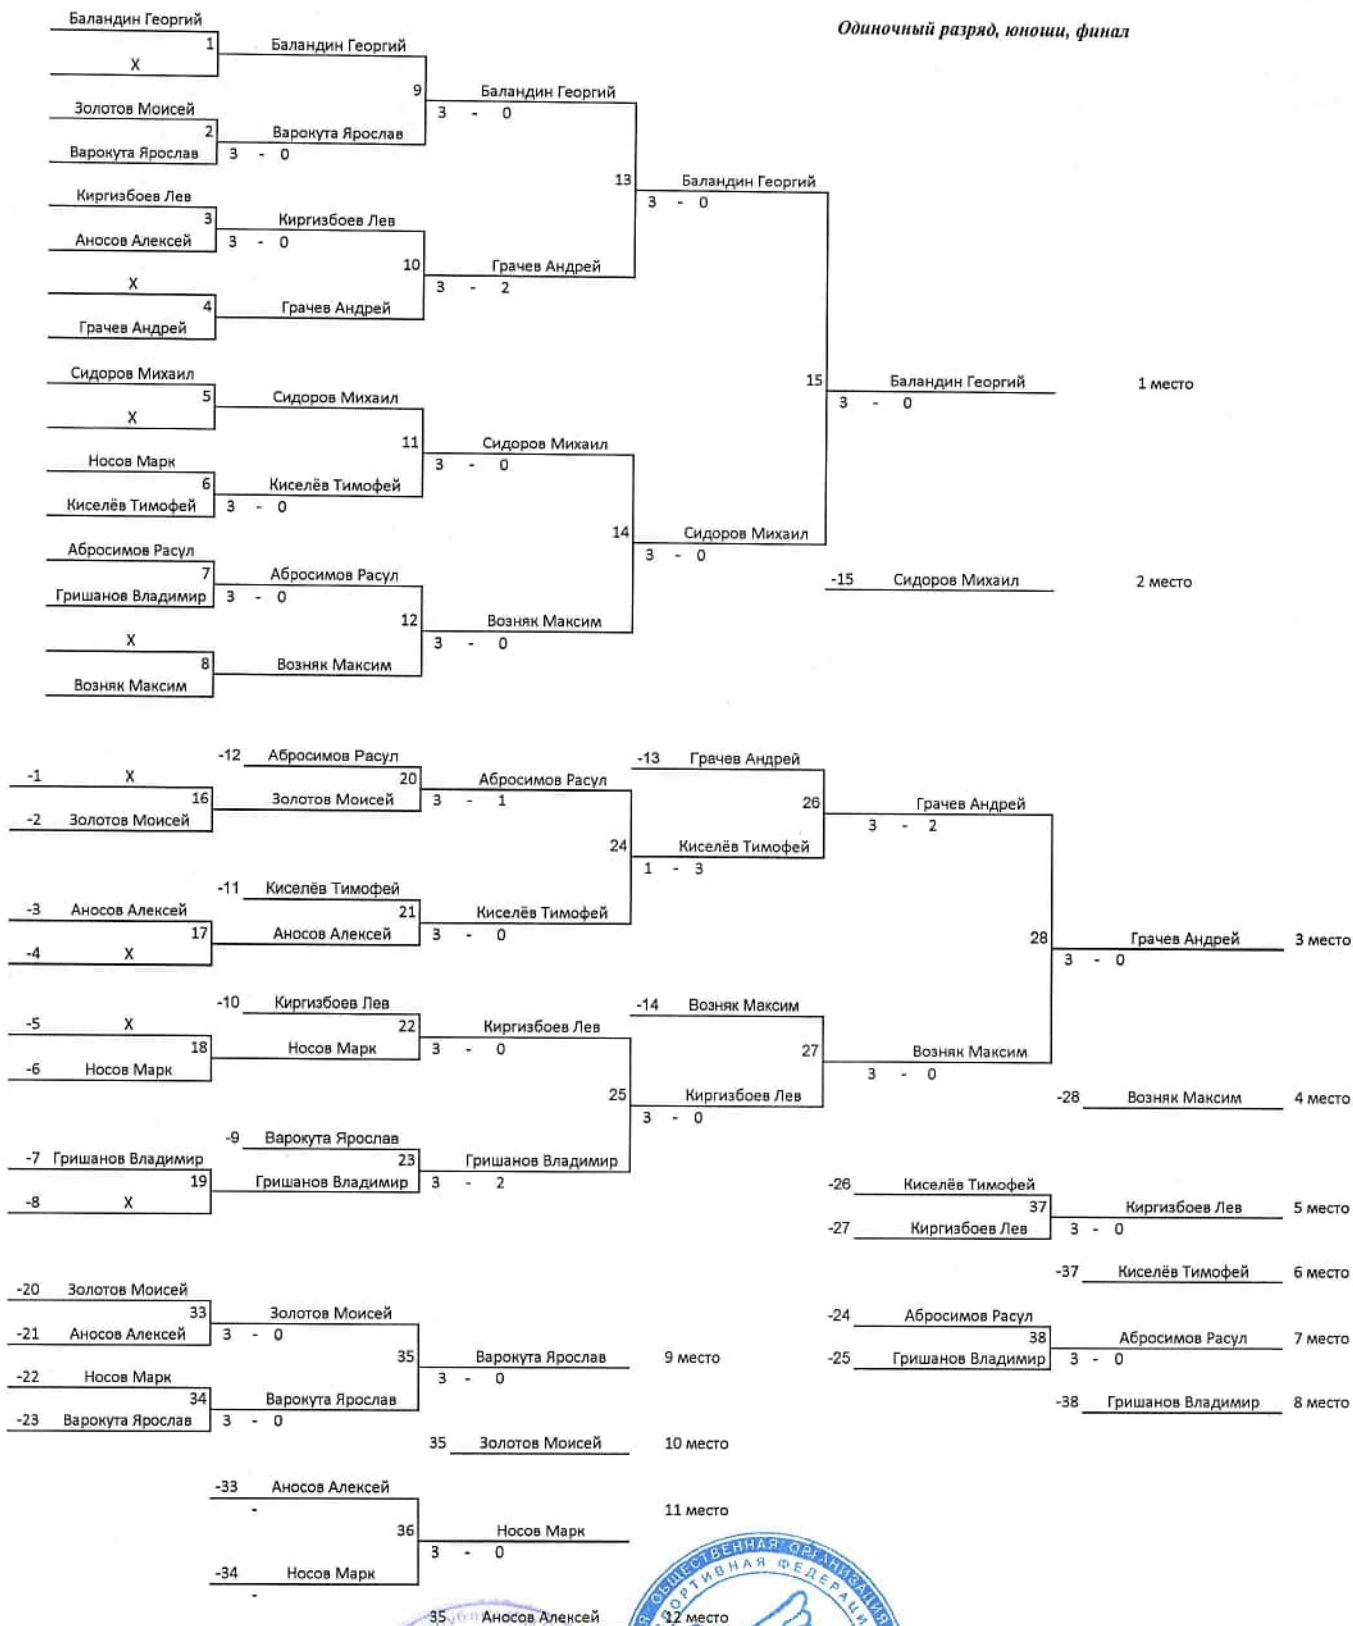 Одиночный разряд, юноши, финал
Баландин Георгий
1
X
Баландин Георгий
9
Золотов Моисей
2
Варокута Ярослав
Варокута Ярослав
3 - 0
Баландин Георгий
3 - 0
13
Киргизбоев Лев
3
Аносов Алексей
Киргизбоев Лев
3 - 0
10
X
4
Грачев Андрей
Грачев Андрей
Грачев Андрей
3 - 2
Баландин Георгий
3 - 0
15
Сидоров Михаил
5
X
Сидоров Михаил
11
Носов Марк
6
Киселёв Тимофей
Киселёв Тимофей
3 - 0
Сидоров Михаил
3 - 0
14
Абросимов Расул
7
Гришанов Владимир
Абросимов Расул
3 - 0
12
X
8
Возняк Максим
Возняк Максим
Возняк Максим
3 - 0
Сидоров Михаил
3 - 0
Баландин Георгий 1 место
3 - 0
-15 Сидоров Михаил 2 место
-1 X
16
-2 Золотов Моисей
-12 Абросимов Расул
20
Золотов Моисей
Абросимов Расул
3 - 1
24
-3 Аносов Алексей
17
-4 X
-11 Киселёв Тимофей
21
Аносов Алексей
Киселёв Тимофей
3 - 0
-13 Грачев Андрей
26
Киселёв Тимофей
1 - 3
Грачев Андрей
3 - 2
28
-5 X
18
-6 Носов Марк
-10 Киргизбоев Лев
22
Носов Марк
Киргизбоев Лев
3 - 0
25
-7 Гришанов Владимир
19
-8 X
-9 Варокута Ярослав
23
Гришанов Владимир
Гришанов Владимир
3 - 2
-14 Возняк Максим
27
Киргизбоев Лев
3 - 0
Возняк Максим
3 - 0
Грачев Андрей 3 место
3 - 0
-28 Возняк Максим 4 место
-26 Киселёв Тимофей
37
-27 Киргизбоев Лев
Киргизбоев Лев 5 место
3 - 0
-37 Киселёв Тимофей 6 место
-24 Абросимов Расул
38
-25 Гришанов Владимир
Абросимов Расул 7 место
3 - 0
-38 Гришанов Владимир 8 место
-20 Золотов Моисей
33
-21 Аносов Алексей
Золотов Моисей
3 - 0
35
-22 Носов Марк
34
-23 Варокута Ярослав
Варокута Ярослав
3 - 0
Варокута Ярослав 9 место
3 - 0
35 Золотов Моисей 10 место
-33 Аносов Алексей
-
36
-34 Носов Марк
-
11 место
Носов Марк
3 - 0
35 Аносов Алексей 12 место
ОБЩЕСТВЕННАЯ ОРГАНИЗАЦИЯ